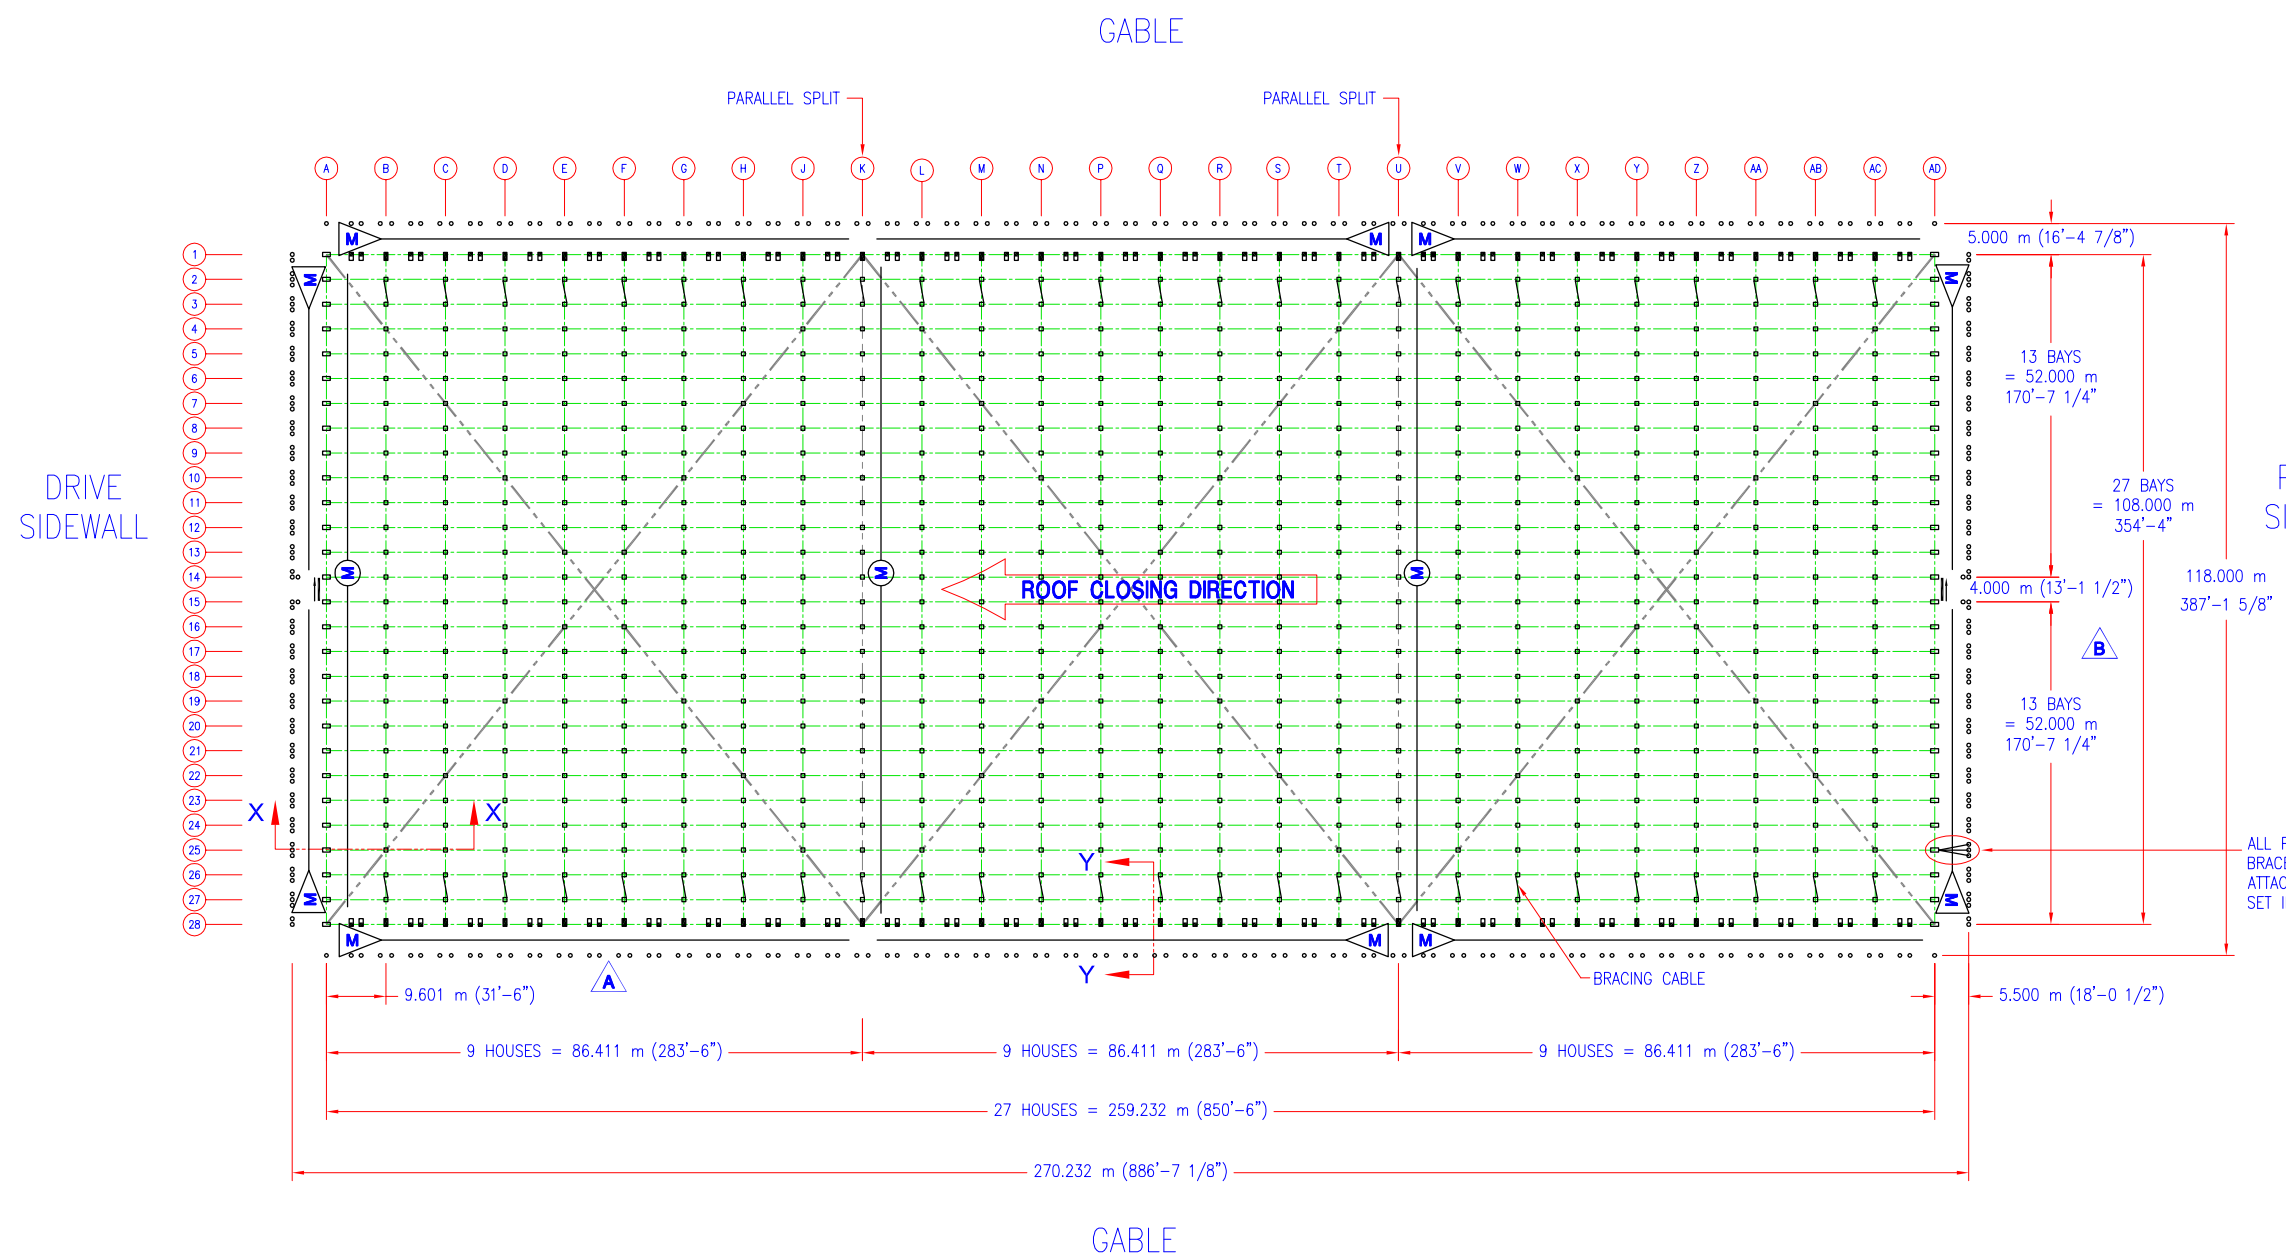 GABLE
PARALLEL SPLIT
PARALLEL SPLIT
A B C D E F G H J K L M N P Q R S T U V W X Y Z AA AB AC AD
M M M
5.000 m (16'-4 7/8")
1
2
3
4
5
6
7
8
9
10
11
12
13
14
15
16
17
18
19
20
21
22
23
24
25
26
27
28
M M
13 BAYS
= 52.000 m
170'-7 1/4"
DRIVE
SIDEWALL
27 BAYS
= 108.000 m
354'-4"
M M M
ROOF CLOSING DIRECTION
4.000 m (13'-1 1/2")
118.000 m
387'-1 5/8"
B
13 BAYS
= 52.000 m
170'-7 1/4"
X X
Y
ALL
BRACE
ATTAC
SET
M M
M M M
Y
A
BRACING CABLE
9.601 m (31'-6")
5.500 m (18'-0 1/2")
9 HOUSES = 86.411 m (283'-6")
9 HOUSES = 86.411 m (283'-6")
9 HOUSES = 86.411 m (283'-6")
27 HOUSES = 259.232 m (850'-6")
270.232 m (886'-7 1/8")
GABLE